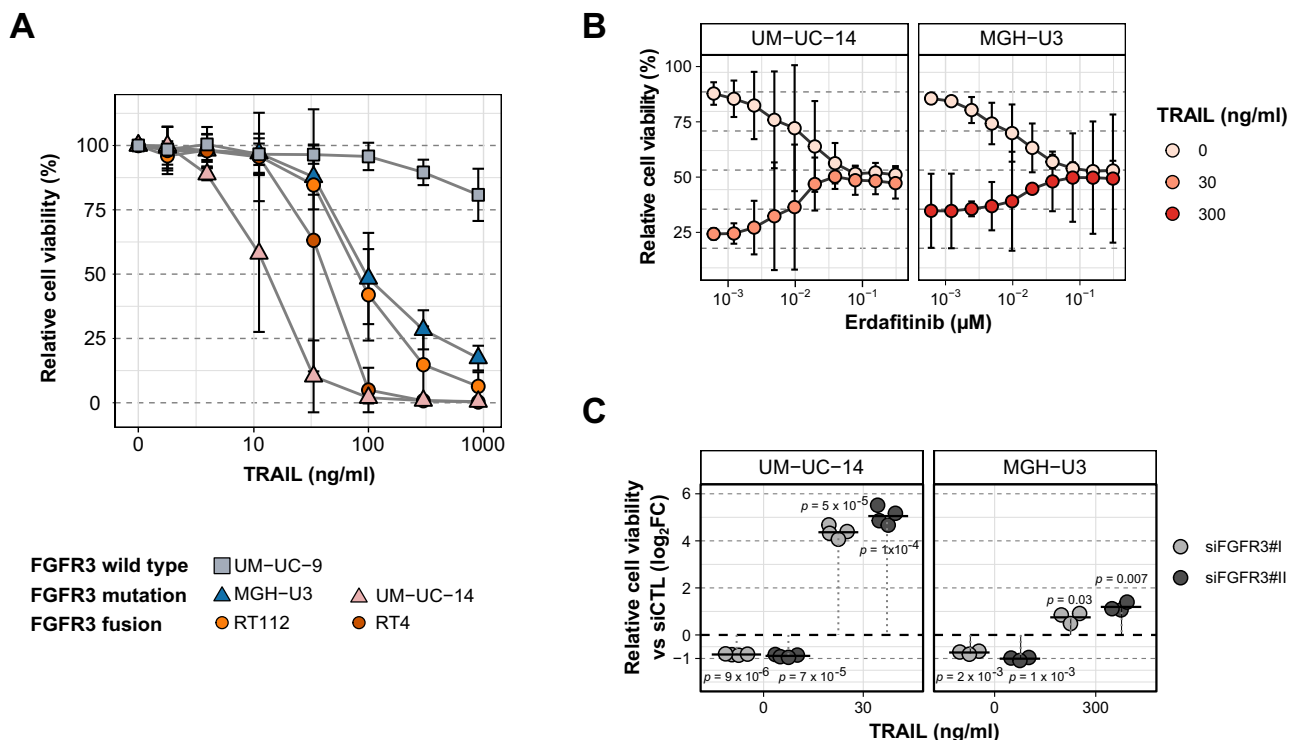 A
Relative cell viability (%)
100
75
50
25
0
0 10 100 1000
TRAIL (ng/ml)
FGFR3 wild type UM−UC−9
FGFR3 mutation MGH−U3 UM−UC−14
FGFR3 fusion RT112 RT4
B
UM−UC−14 MGH−U3
Relative cell viability (%)
100
75
50
25
10⁻³ 10⁻² 10⁻¹ 10⁻³ 10⁻² 10⁻¹
Erdafitinib (µM)
TRAIL (ng/ml)
0
30
300
C
UM−UC−14 MGH−U3
Relative cell viability
vs siCTL (log₂FC)
6
4
2
0
−1
p = 5 x 10⁻⁵
p = 1x10⁻⁴
p = 9 x 10⁻⁶ p = 7 x 10⁻⁵
p = 0.007
p = 0.03
p = 2 x 10⁻³ p = 1 x 10⁻³
0 30 0 300
TRAIL (ng/ml)
siFGFR3#I
siFGFR3#II